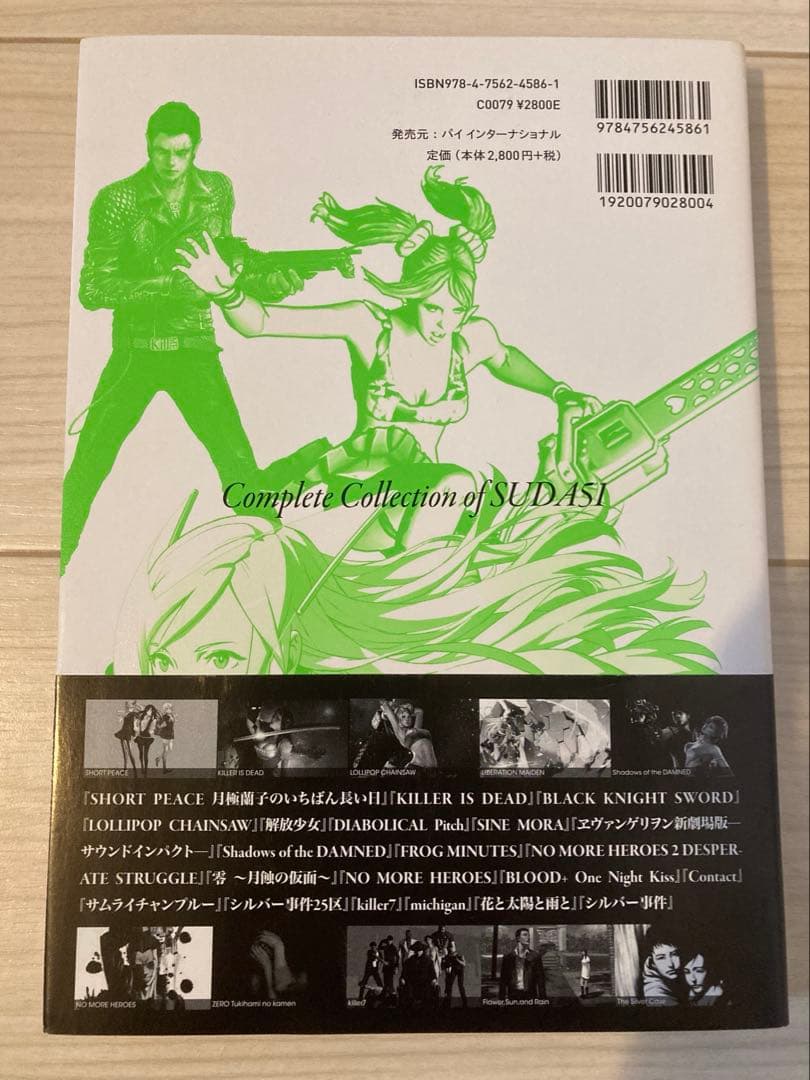 ISBN978-4-7562-4586-1
C0079 ¥2800E
発売元：パイ インターナショナル
定価（本体2,800円+税）
9784756245861
1920079028004
Kill
Complete Collection of SUDA51
SHORT PEACE
KILLER IS DEAD
LOLLIPOP CHAINSAW
LIBERATION MAIDEN
Shadows of the DAMNED
『SHORT PEACE 月極蘭子のいちばん長い日』『KILLER IS DEAD』『BLACK KNIGHT SWORD』
『LOLLIPOP CHAINSAW』『解放少女』『DIABOLICAL Pitch』『SINE MORA』『ヱヴァンゲリヲン新劇場版―
サウンドインパクト―』『Shadows of the DAMNED』『FROG MINUTES』『NO MORE HEROES 2 DESPER-
ATE STRUGGLE』『零 ～月蝕の仮面～』『NO MORE HEROES』『BLOOD+ One Night Kiss』『Contact』
『サムライチャンプルー』『シルバー事件25区』『killer7』『michigan』『花と太陽と雨と』『シルバー事件』
NO MORE HEROES
ZERO Tukihami no kamen
killer7
Flower,Sun,and Rain
The Silver Case